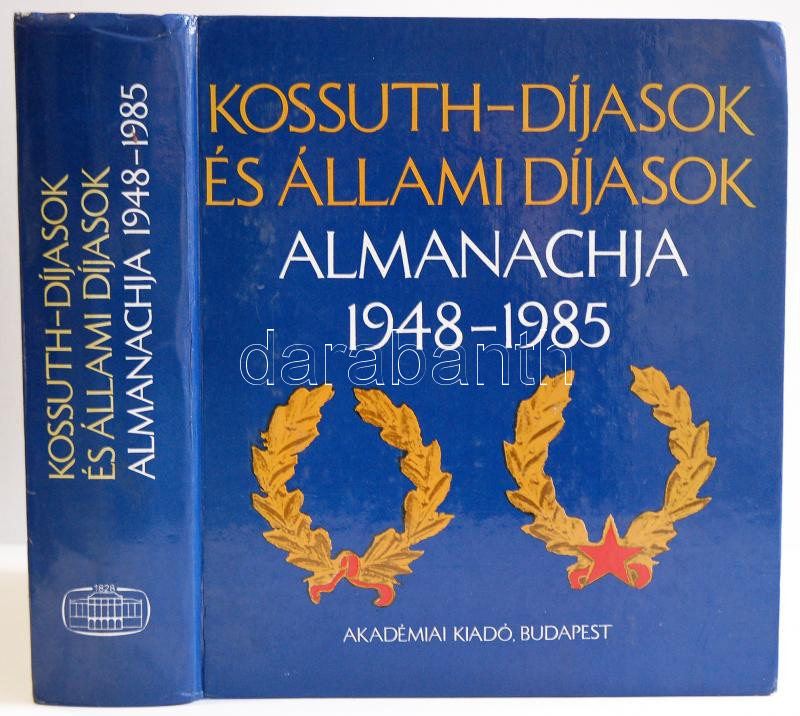 KOSSUTH-DÍJASOK
ÉS ÁLLAMI DÍJASOK
ALMANACHJA 1948-1985
1828
KOSSUTH-DÍJASOK
ÉS ÁLLAMI DÍJASOK
ALMANACHJA
1948-1985
darabanth
AKADÉMIAI KIADÓ, BUDAPEST